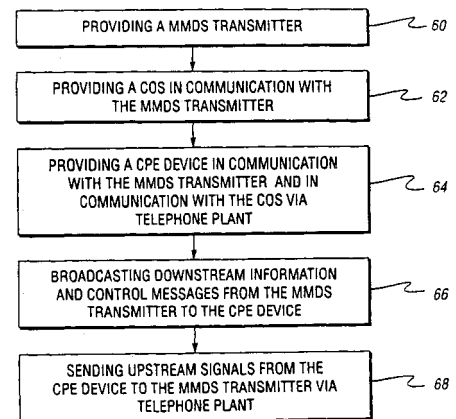 PROVIDING A MMDS TRANSMITTER
60
PROVIDING A COS IN COMMUNICATION WITH
THE MMDS TRANSMITTER
62
PROVIDING A CPE DEVICE IN COMMUNICATION
WITH THE MMDS TRANSMITTER AND IN
COMMUNICATION WITH THE COS VIA
TELEPHONE PLANT
64
BROADCASTING DOWNSTREAM INFORMATION
AND CONTROL MESSAGES FROM THE MMDS
TRANSMITTER TO THE CPE DEVICE
66
SENDING UPSTREAM SIGNALS FROM THE
CPE DEVICE TO THE MMDS TRANSMITTER VIA
TELEPHONE PLANT
68